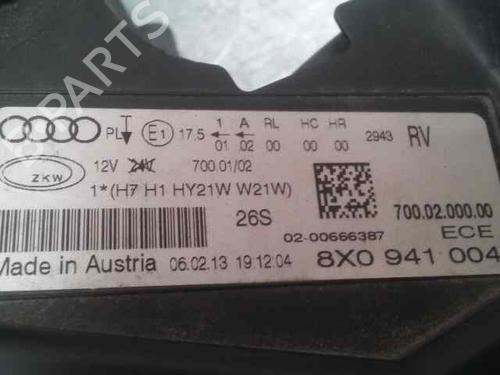 PL E1 17.5 1 A RL HC HR
01 02 00 00 00 2943 RV
ZKW 12V 24V 700.01/02
1*(H7 H1 HY21W W21W)
26S 700.02.000.00
02-00666387 ECE
Made in Austria 06.02.13 19:12:04 8X0 941 004